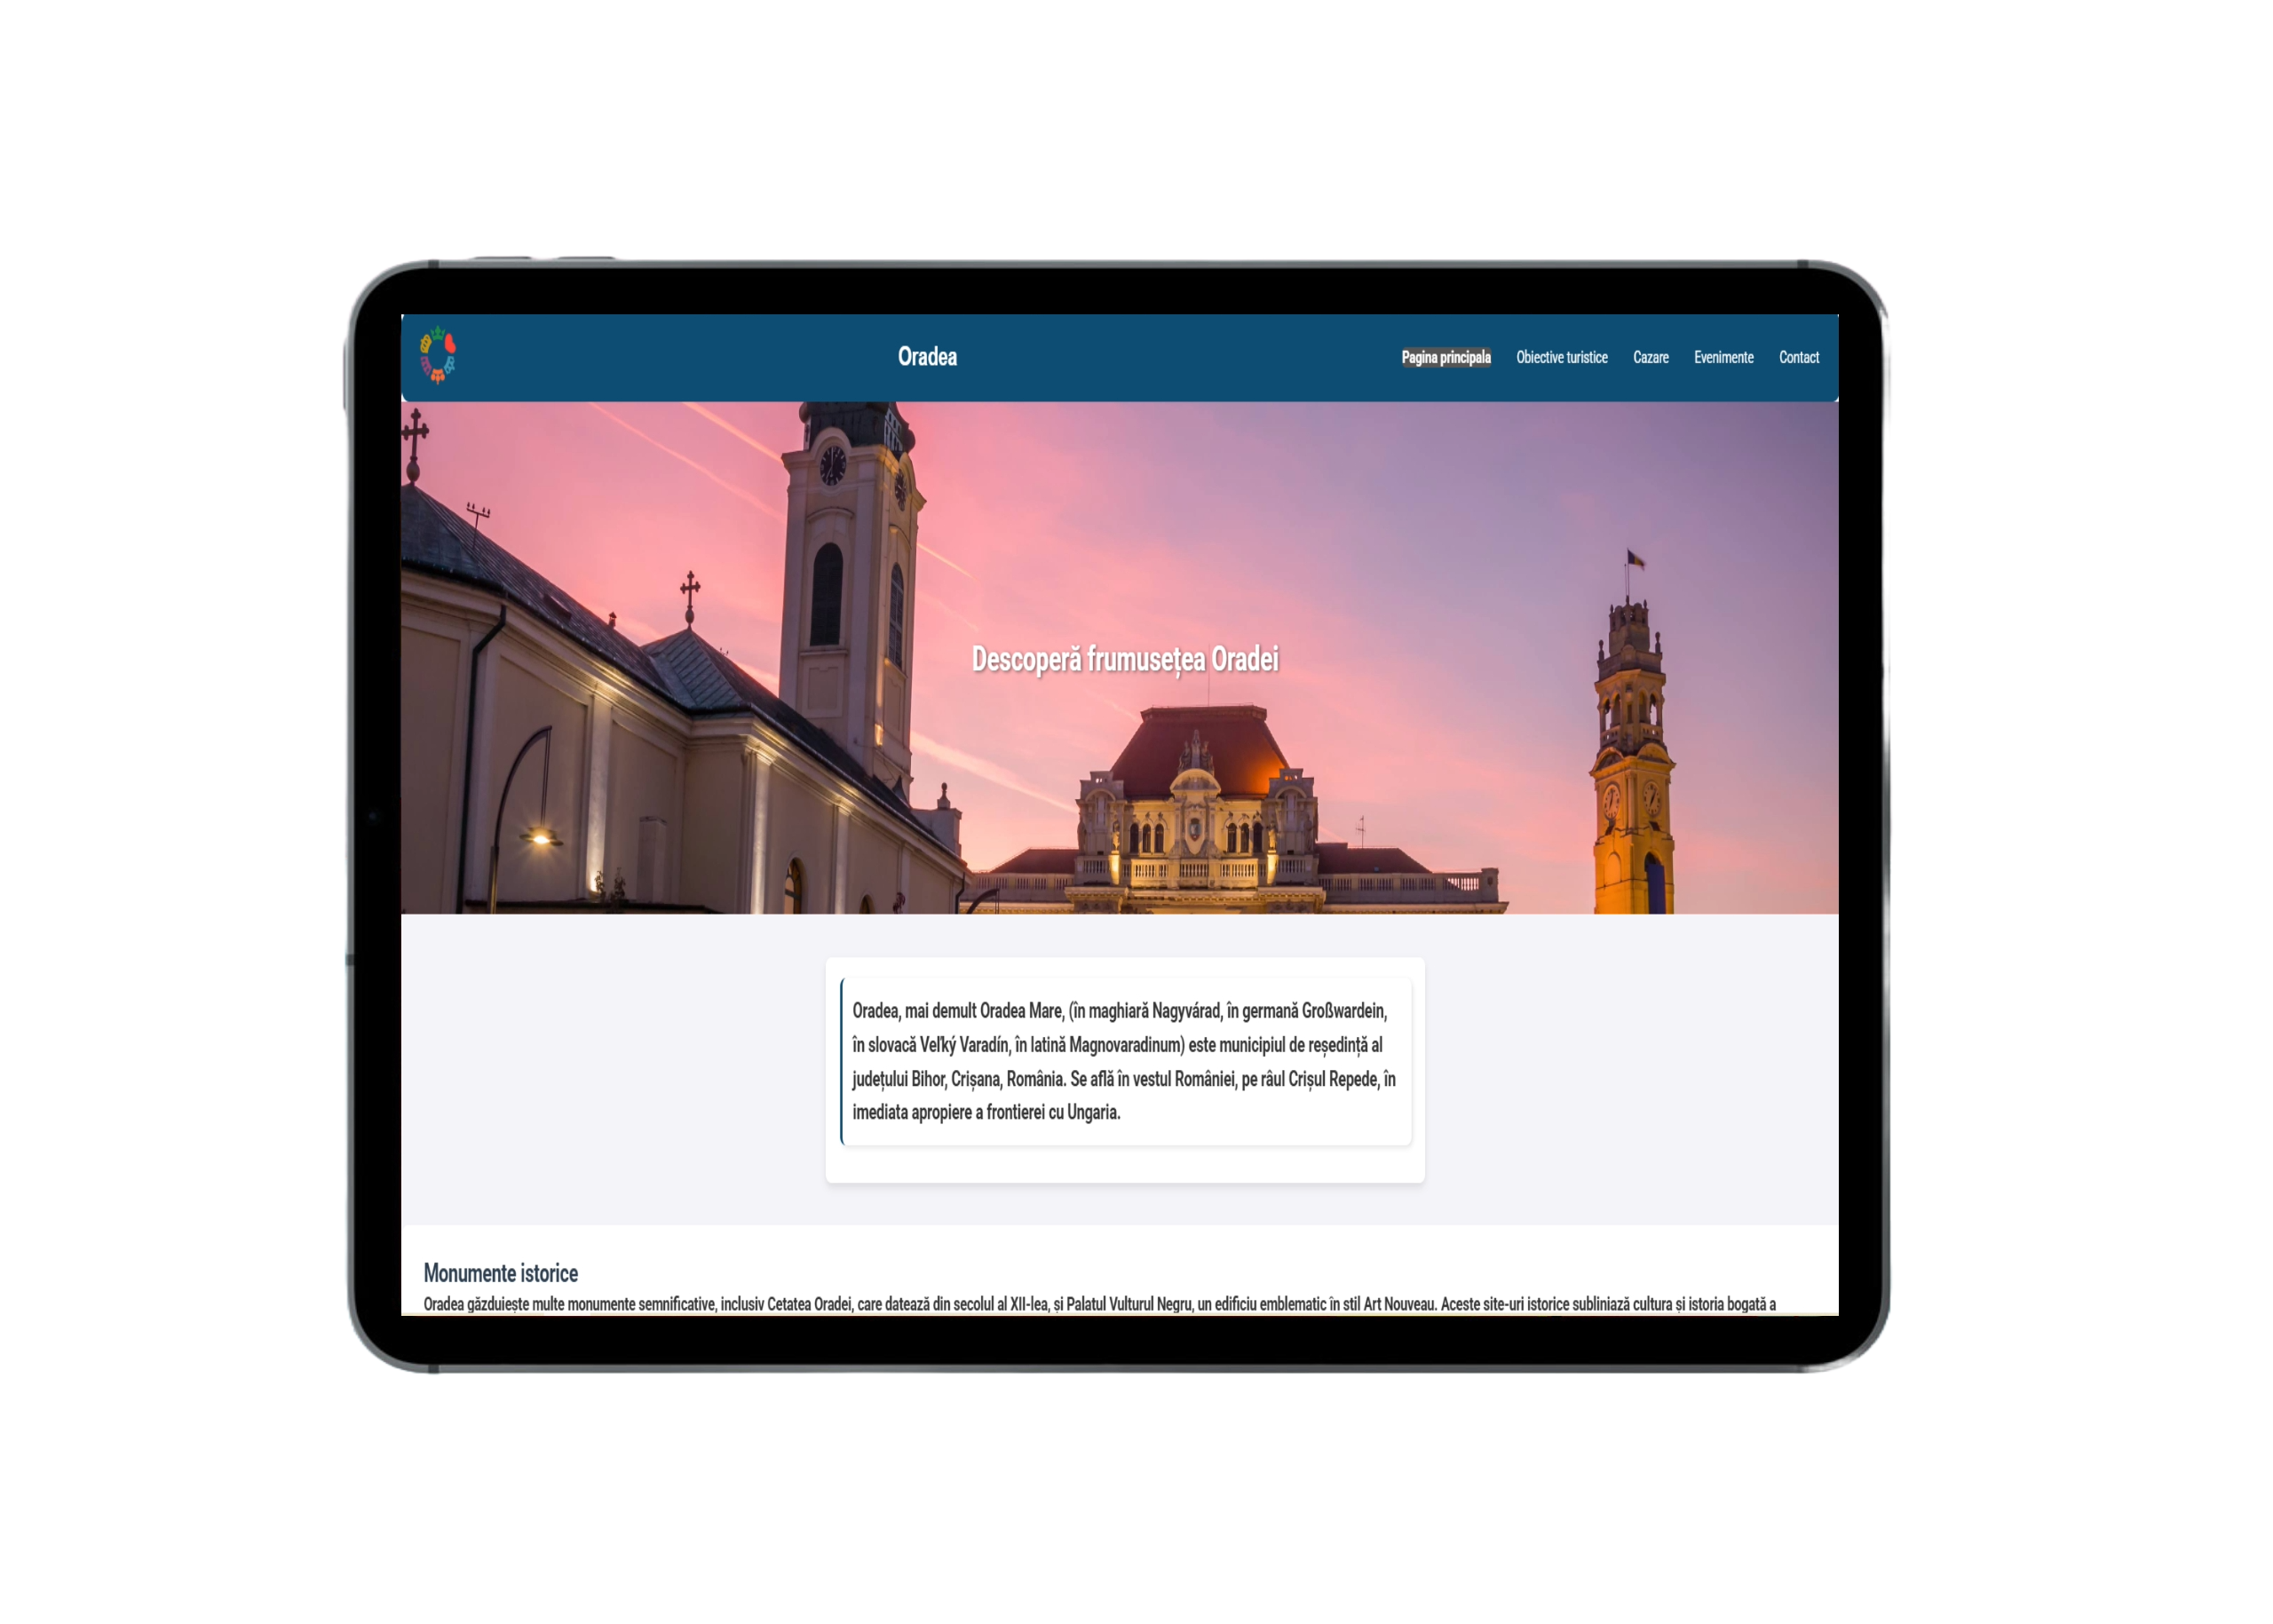 Oradea
Pagina principala Obiective turistice Cazare Evenimente Contact
Descoperă frumusețea Oradei
Oradea, mai demult Oradea Mare, (în maghiară Nagyvárad, în germană Großwardein,
în slovacă Veľký Varadín, în latină Magnovaradinum) este municipiul de reședință al
județului Bihor, Crișana, România. Se află în vestul României, pe râul Crișul Repede, în
imediata apropiere a frontierei cu Ungaria.
Monumente istorice
Oradea găzduiește multe monumente semnificative, inclusiv Cetatea Oradei, care datează din secolul al XII-lea, și Palatul Vulturul Negru, un edificiu emblematic în stil Art Nouveau. Aceste site-uri istorice subliniază cultura și istoria bogată a